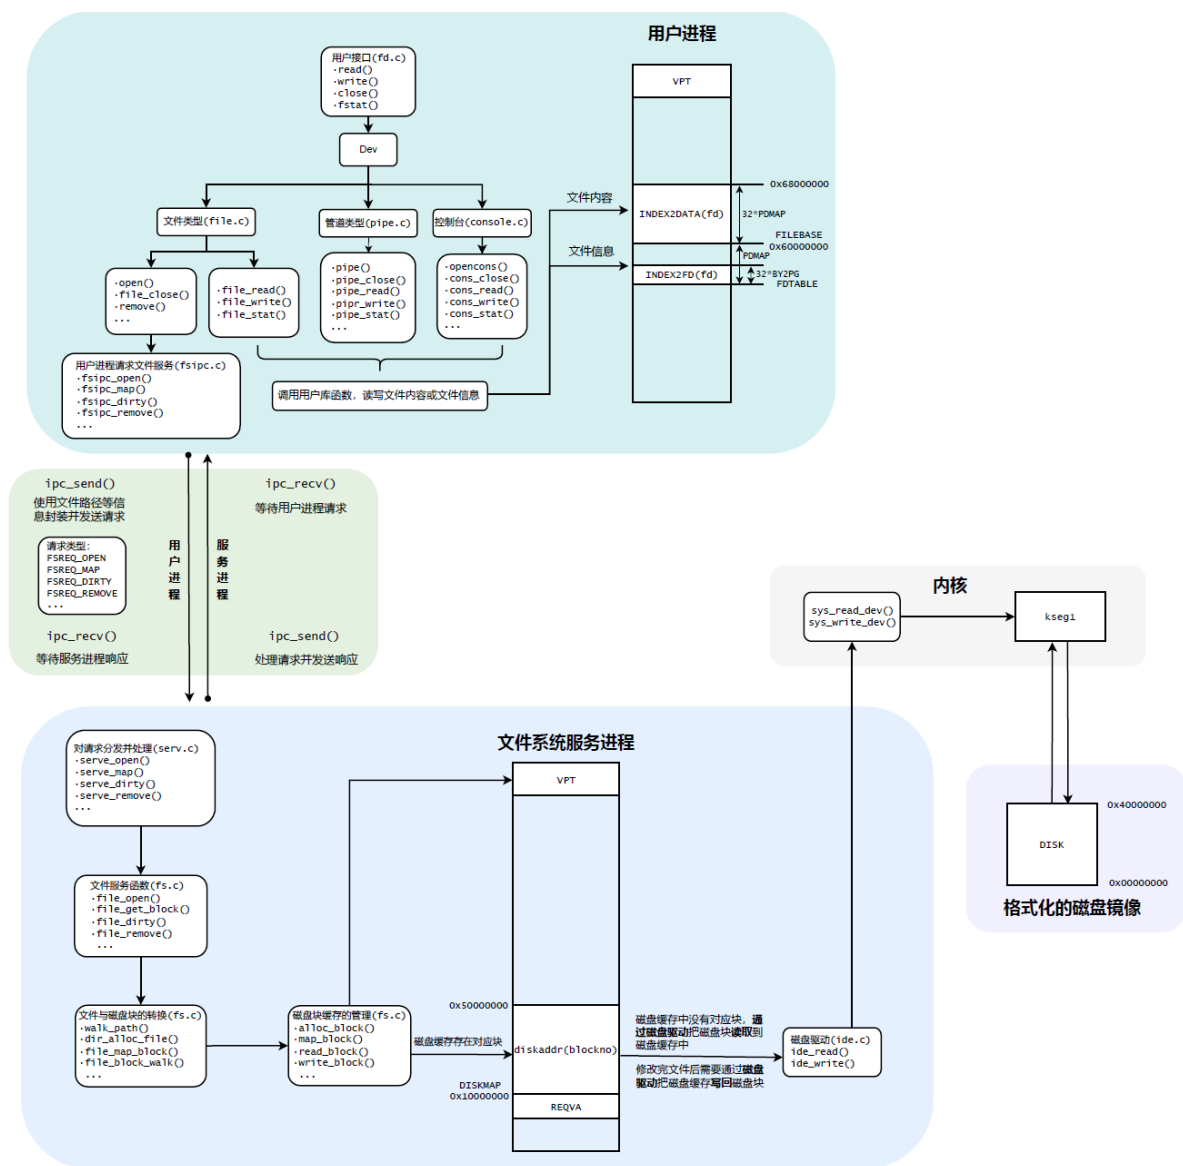 用户进程
用户接口(fd.c)
·read()
·write()
·close()
·fstat()
Dev
文件类型(file.c)
管道类型(pipe.c)
控制台(console.c)
·open()
·file_close()
·remove()
...
·file_read()
·file_write()
·file_stat()
·pipe()
·pipe_close()
·pipe_read()
·pipr_write()
·pipe_stat()
...
·opencons()
·cons_close()
·cons_read()
·cons_write()
·cons_stat()
...
用户进程请求文件服务(fsipc.c)
·fsipc_open()
·fsipc_map()
·fsipc_dirty()
·fsipc_remove()
...
调用用户库函数，读写文件内容或文件信息
文件内容
文件信息
VPT
0x68000000
INDEX2DATA(fd)
32*PDMAP
FILEBASE
0x60000000
PDMAP
INDEX2FD(fd)
32*BY2PG
FDTABLE
ipc_send()
使用文件路径等信
息封装并发送请求
请求类型：
FSREQ_OPEN
FSREQ_MAP
FSREQ_DIRTY
FSREQ_REMOVE
...
ipc_recv()
等待服务进程响应
用户进程
服务进程
ipc_recv()
等待用户进程请求
ipc_send()
处理请求并发送响应
内核
sys_read_dev()
sys_write_dev()
kseg1
0x40000000
DISK
0x00000000
格式化的磁盘镜像
文件系统服务进程
对请求分发并处理(serv.c)
·serve_open()
·serve_map()
·serve_dirty()
·serve_remove()
...
文件服务函数(fs.c)
·file_open()
·file_get_block()
·file_dirty()
·file_remove()
...
文件与磁盘块的转换(fs.c)
·walk_path()
·dir_alloc_file()
·file_map_block()
·file_block_walk()
...
磁盘块缓存的管理(fs.c)
·alloc_block()
·map_block()
·read_block()
·write_block()
...
磁盘缓存存在对应块
VPT
0x50000000
diskaddr(blockno)
DISKMAP
0x10000000
REQVA
磁盘缓存中没有对应块，通
过磁盘驱动把磁盘块读取到
磁盘缓存中
修改完文件后需要通过磁盘
驱动把磁盘缓存写回磁盘块
磁盘驱动(ide.c)
ide_read()
ide_write()